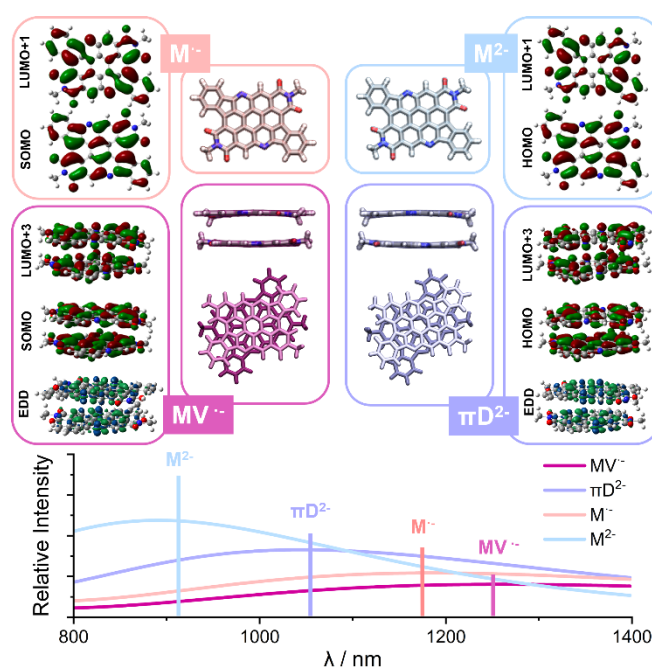 LUMO+1
SOMO
M·-
M2-
LUMO+1
HOMO
LUMO+3
SOMO
EDD
MV·-
πD2-
LUMO+3
HOMO
EDD
Relative Intensity
M2-
πD2-
M·-
MV·-
MV·-
πD2-
M·-
M2-
800
1000
1200
1400
λ / nm